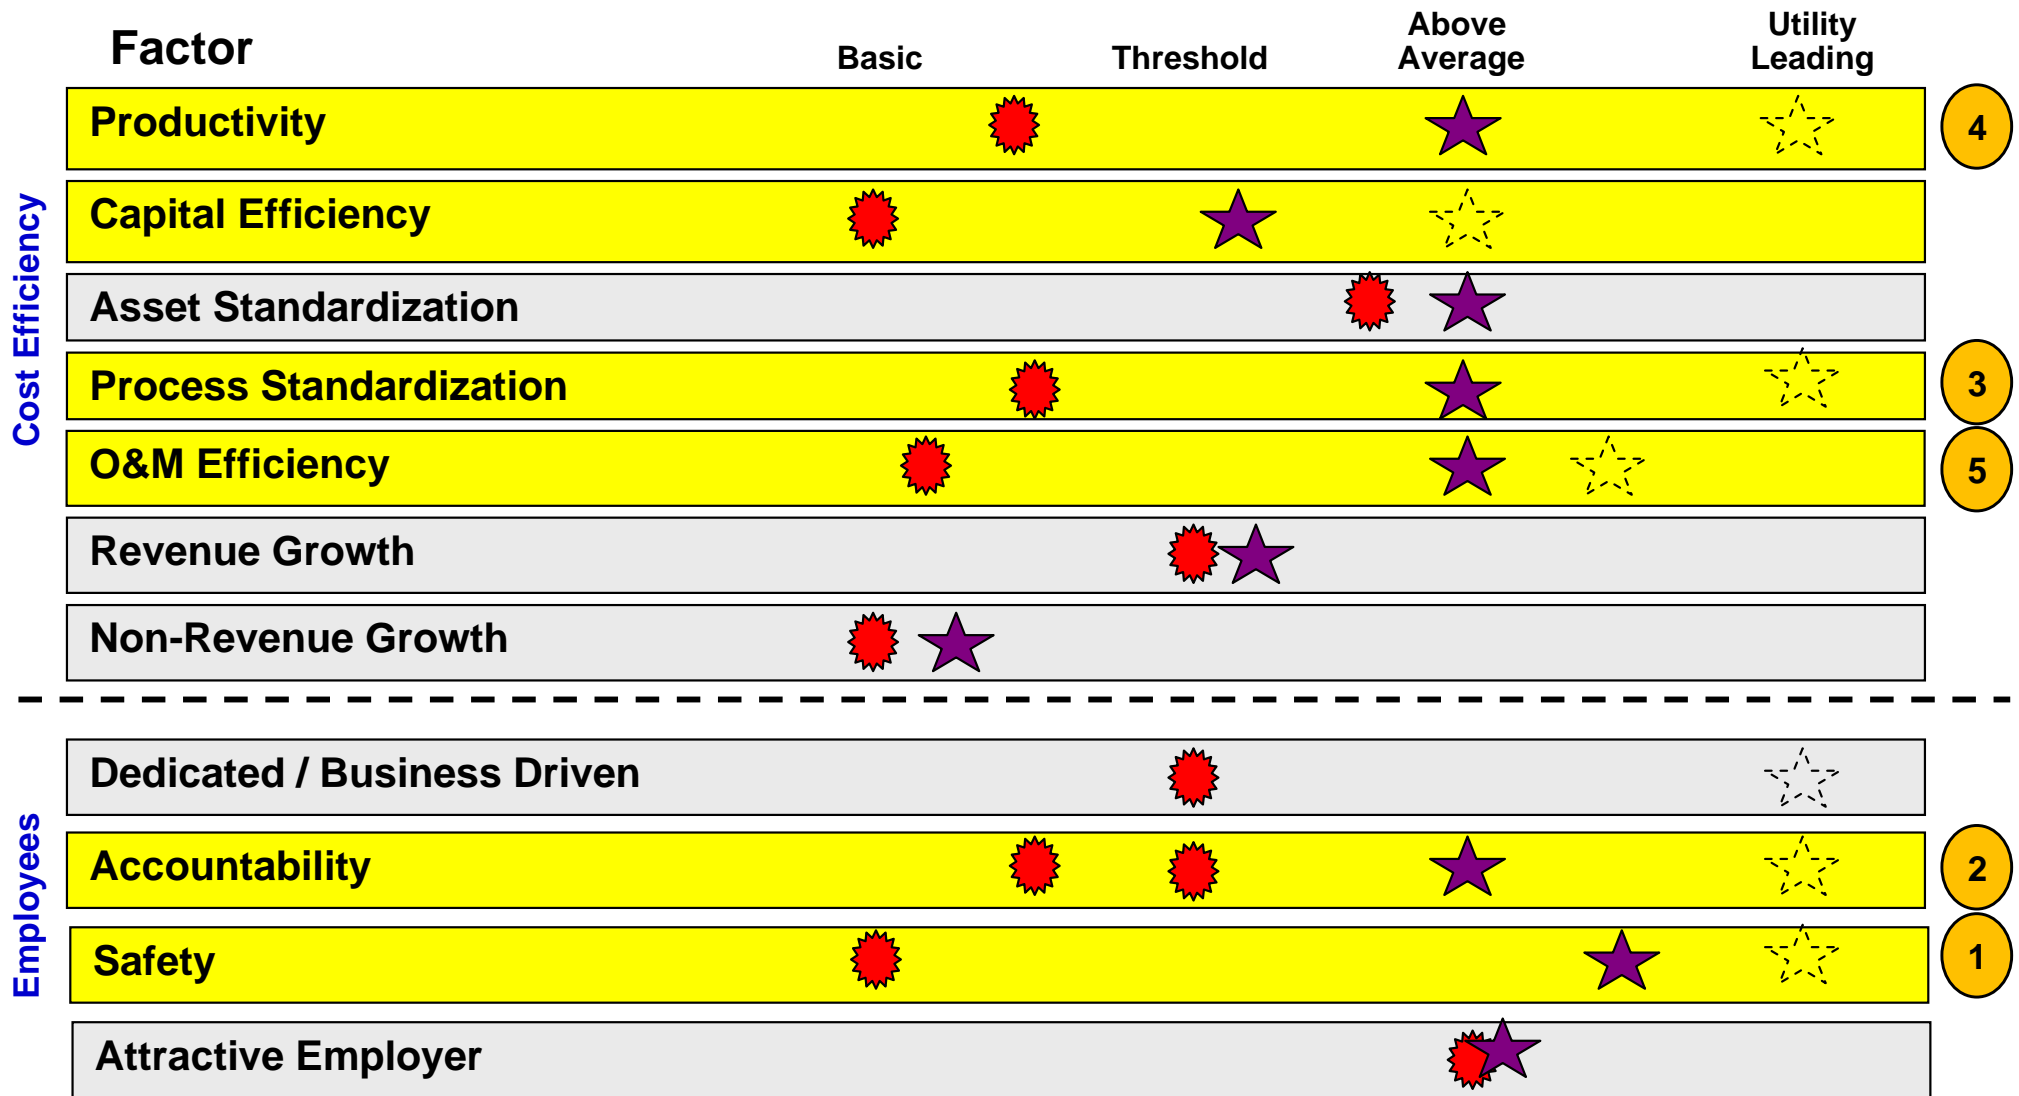 Factor
Basic
Threshold
Above
Average
Utility
Leading
Cost Efficiency
Productivity
4
Capital Efficiency
Asset Standardization
Process Standardization
3
O&M Efficiency
5
Revenue Growth
Non-Revenue Growth
Employees
Dedicated / Business Driven
Accountability
2
Safety
1
Attractive Employer